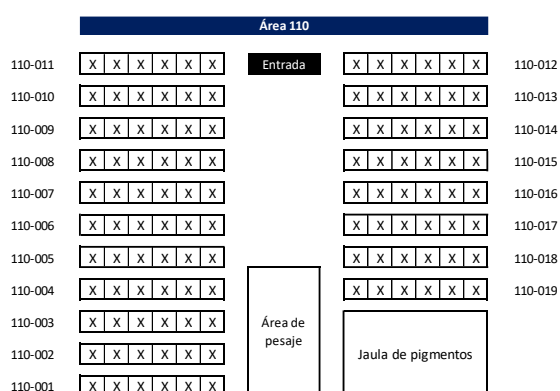 Área 110
110-011 X X X X X X Entrada X X X X X X 110-012
110-010 X X X X X X X X X X X X 110-013
110-009 X X X X X X X X X X X X 110-014
110-008 X X X X X X X X X X X X 110-015
110-007 X X X X X X X X X X X X 110-016
110-006 X X X X X X X X X X X X 110-017
110-005 X X X X X X X X X X X X 110-018
110-004 X X X X X X X X X X X X 110-019
110-003 X X X X X X Área de
pesaje
110-002 X X X X X X Jaula de pigmentos
110-001 X X X X X X